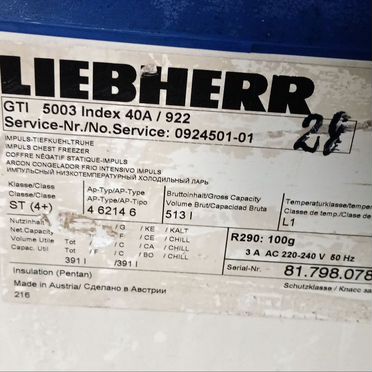 LIEBHERR
GTI 5003 Index 40A / 922
Service-Nr./No.Service: 0924501-01
28
IMPULS-TIEFKUEHLTRUHE
IMPULS CHEST FREEZER
COFFRE NÉGATIF STATIQUE-IMPULS
ARCON CONGELADOR FRIO INTENSIVO IMPULS
ИМПУЛЬСНЫЙ НИЗКОТЕМПЕРАТУРНЫЙ ХОЛОДИЛЬНЫЙ ЛАРЬ
Klasse/Class Ap-Typ/AP-Type Bruttoinhalt/Gross Capacity Temperaturklasse/temper
Classe/Clase AP-Type/AP-Type Volume Brut/Capacidad Bruta Classe de temp./Clase de te
ST (4+) 4 6214 6 513 l L1
Nutzinhalt / G / KE / KALT
Net.Capacity / F / CE / CHILL
Volume Utile Tot / C / CA / CHILL
Capac. Util Tot / C / BO / CHILL
391 l /391 l /
R290: 100g
3 A AC 220-240 V 50 Hz
Serial-Nr. 81.798.078
Insulation (Pentan) Schutzklasse / Класс за
Made in Austria / Сделано в Австрии
216